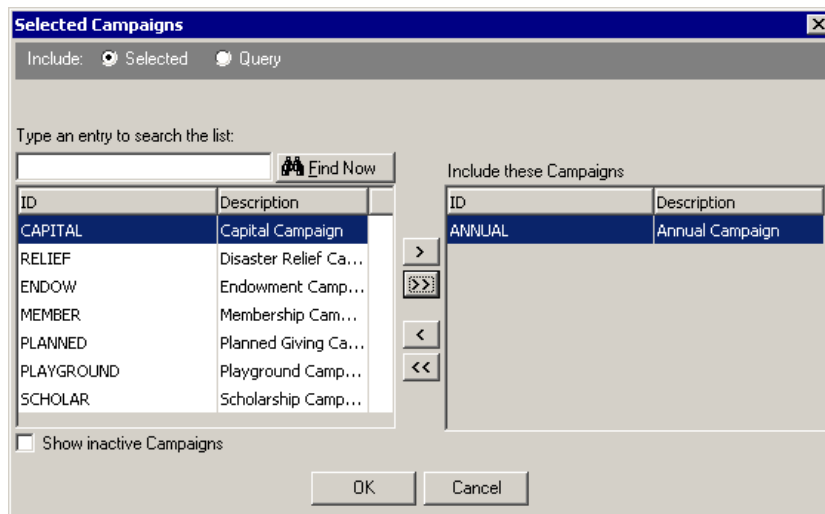 Selected Campaigns
Include: Selected Query
Type an entry to search the list:
Find Now
ID Description
CAPITAL Capital Campaign
RELIEF Disaster Relief Ca...
ENDOW Endowment Camp...
MEMBER Membership Cam...
PLANNED Planned Giving Ca...
PLAYGROUND Playground Camp...
SCHOLAR Scholarship Camp...
Show inactive Campaigns
>
>>
<
<<
Include these Campaigns
ID Description
ANNUAL Annual Campaign
OK Cancel